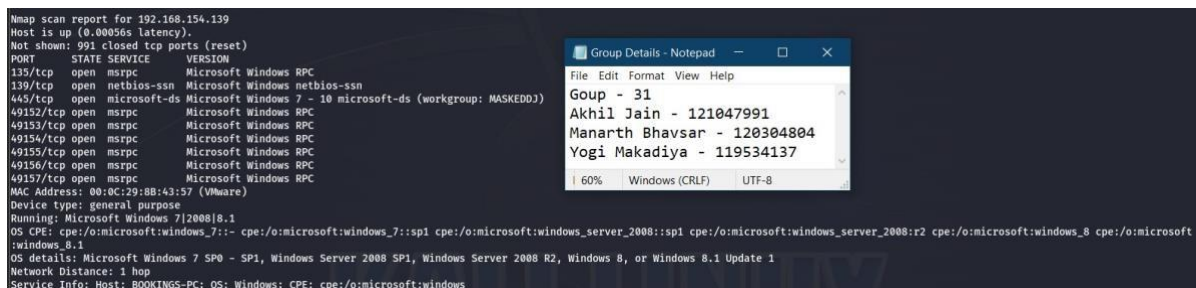 Nmap scan report for 192.168.154.139
Host is up (0.00056s latency).
Not shown: 991 closed tcp ports (reset)
PORT STATE SERVICE VERSION
135/tcp open msrpc Microsoft Windows RPC
139/tcp open netbios-ssn Microsoft Windows netbios-ssn
445/tcp open microsoft-ds Microsoft Windows 7 - 10 microsoft-ds (workgroup: MASKEDDJ)
49152/tcp open msrpc Microsoft Windows RPC
49153/tcp open msrpc Microsoft Windows RPC
49154/tcp open msrpc Microsoft Windows RPC
49155/tcp open msrpc Microsoft Windows RPC
49156/tcp open msrpc Microsoft Windows RPC
49157/tcp open msrpc Microsoft Windows RPC
MAC Address: 00:0C:29:8B:43:57 (VMware)
Device type: general purpose
Running: Microsoft Windows 7|2008|8.1
OS CPE: cpe:/o:microsoft:windows_7::- cpe:/o:microsoft:windows_7::sp1 cpe:/o:microsoft:windows_server_2008::sp1 cpe:/o:microsoft:windows_server_2008:r2 cpe:/o:microsoft:windows_8 cpe:/o:microsoft
:windows_8.1
OS details: Microsoft Windows 7 SP0 - SP1, Windows Server 2008 SP1, Windows Server 2008 R2, Windows 8, or Windows 8.1 Update 1
Network Distance: 1 hop
Service Info: Host: BOOKINGS-PC; OS: Windows; CPE: cpe:/o:microsoft:windows
Group Details - Notepad
File Edit Format View Help
Goup - 31
Akhil Jain - 121047991
Manarth Bhavsar - 120304804
Yogi Makadiya - 119534137
60% Windows (CRLF) UTF-8